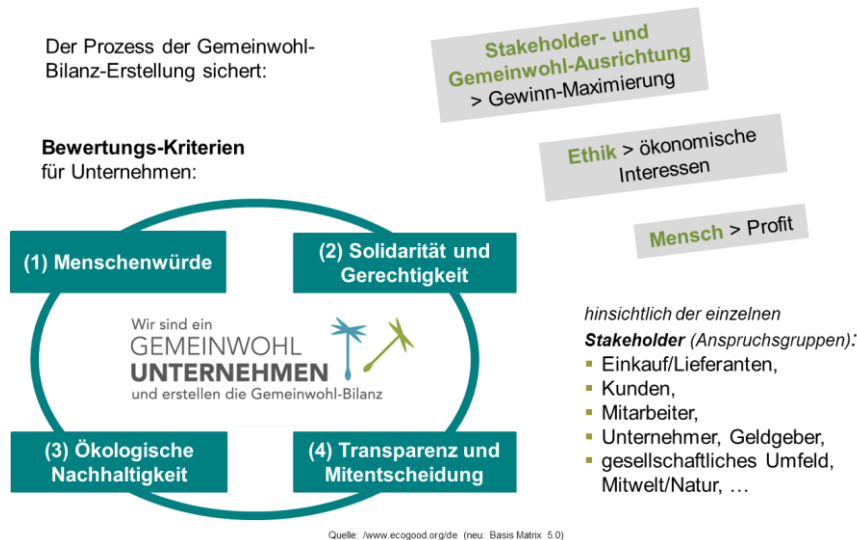 Der Prozess der Gemeinwohl-
Bilanz-Erstellung sichert:
Stakeholder- und
Gemeinwohl-Ausrichtung
> Gewinn-Maximierung
Ethik > ökonomische
Interessen
Mensch > Profit
Bewertungs-Kriterien
für Unternehmen:
(1) Menschenwürde
(2) Solidarität und
Gerechtigkeit
Wir sind ein
GEMEINWOHL
UNTERNEHMEN
und erstellen die Gemeinwohl-Bilanz
(3) Ökologische
Nachhaltigkeit
(4) Transparenz und
Mitentscheidung
hinsichtlich der einzelnen
Stakeholder (Anspruchsgruppen):
▪ Einkauf/Lieferanten,
▪ Kunden,
▪ Mitarbeiter,
▪ Unternehmer, Geldgeber,
▪ gesellschaftliches Umfeld,
Mitwelt/Natur, …
Quelle: /www.ecogood.org/de (neu: Basis Matrix 5.0)